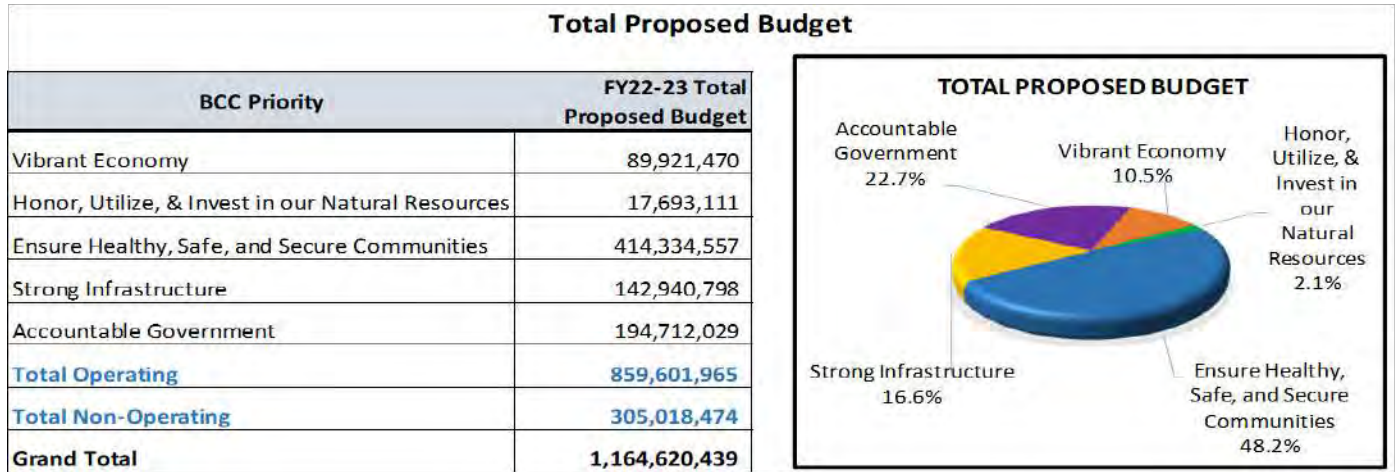 Total Proposed Budget
BCC Priority
FY22-23 Total
Proposed Budget
Vibrant Economy 89,921,470
Honor, Utilize, & Invest in our Natural Resources 17,693,111
Ensure Healthy, Safe, and Secure Communities 414,334,557
Strong Infrastructure 142,940,798
Accountable Government 194,712,029
Total Operating 859,601,965
Total Non-Operating 305,018,474
Grand Total 1,164,620,439
TOTAL PROPOSED BUDGET
Accountable
Government
22.7%
Vibrant Economy
10.5%
Honor,
Utilize, &
Invest in
our
Natural
Resources
2.1%
Strong Infrastructure
16.6%
Ensure Healthy,
Safe, and Secure
Communities
48.2%